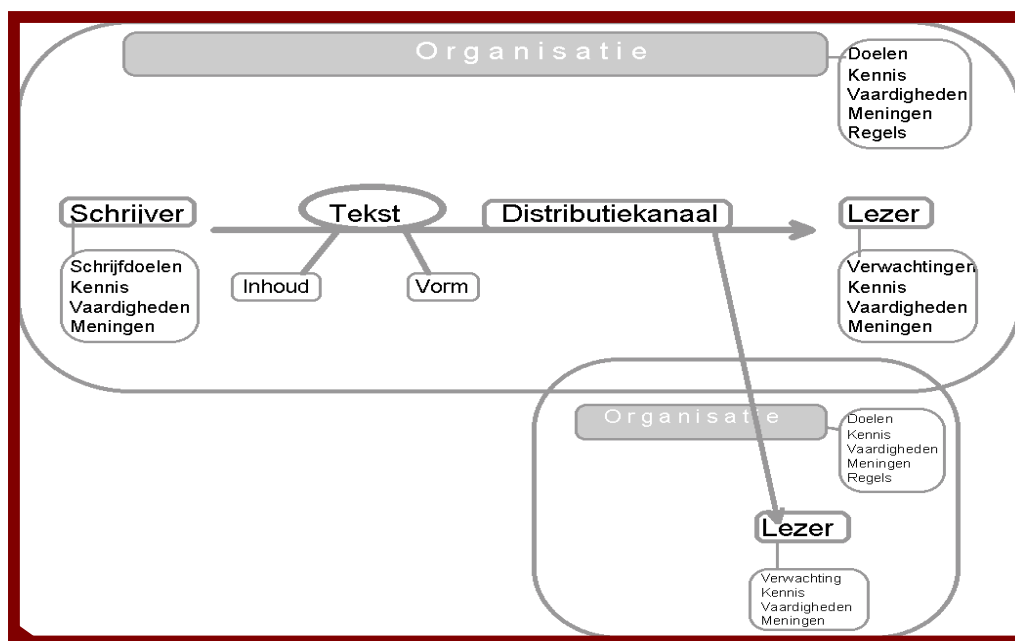 Organisatie
Doelen
Kennis
Vaardigheden
Meningen
Regels
Schrijver
Tekst
Distributiekanaal
Lezer
Schrijfdoelen
Kennis
Vaardigheden
Meningen
Inhoud
Vorm
Verwachtingen
Kennis
Vaardigheden
Meningen
Organisatie
Doelen
Kennis
Vaardigheden
Meningen
Regels
Lezer
Verwachting
Kennis
Vaardigheden
Meningen